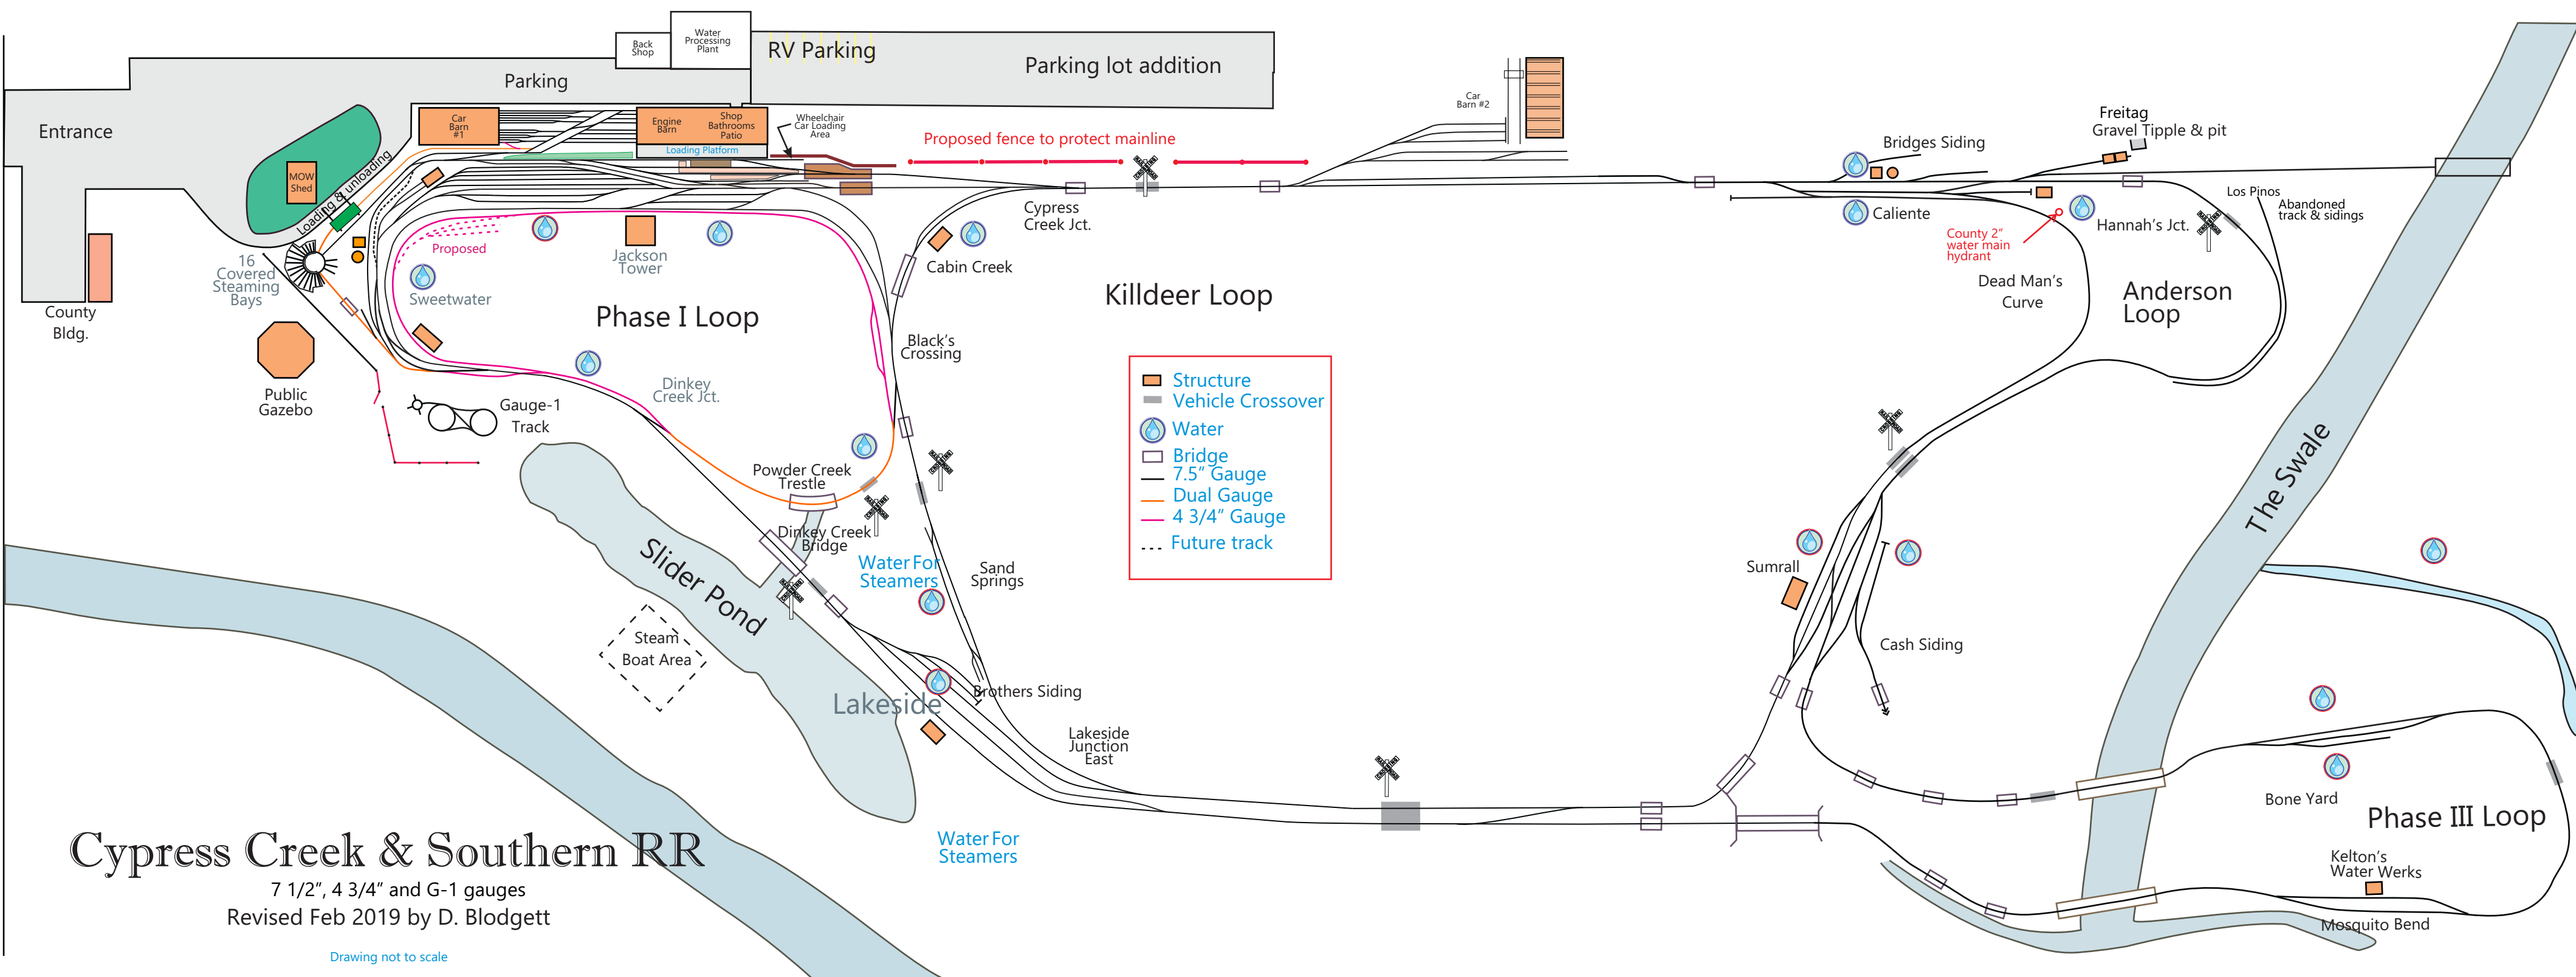 Back
Shop
Water
Processing
Plant
RV Parking
Parking lot addition
Parking
Entrance
Car
Barn
#1
Engine
Barn
Shop
Bathrooms
Patio
Loading Platform
Wheelchair
Car Loading
Area
Proposed fence to protect mainline
Car
Barn #2
Bridges Siding
Freitag
Gravel Tipple & pit
MOW
Shed
Loading & unloading
Los Pinos
Abandoned
track & sidings
Cypress
Creek Jct.
Caliente
Hannah's Jct.
County 2"
water main
hydrant
Proposed
Jackson
Tower
Cabin Creek
16
Covered
Steaming
Bays
Sweetwater
Dead Man's
Curve
Anderson
Loop
County
Bldg.
Phase I Loop
Killdeer Loop
Black's
Crossing
Public
Gazebo
Gauge-1
Track
Dinkey
Creek Jct.
Structure
Vehicle Crossover
Water
Bridge
7.5" Gauge
Dual Gauge
4 3/4" Gauge
Future track
The Swale
Powder Creek
Trestle
Dinkey Creek
Bridge
Slider Pond
Water For
Steamers
Sand
Springs
Sumrall
Steam
Boat Area
Cash Siding
Lakeside
Brothers Siding
Lakeside
Junction
East
Bone Yard
Phase III Loop
Water For
Steamers
Kelton's
Water Werks
Mosquito Bend
Cypress Creek & Southern RR
7 1/2", 4 3/4" and G-1 gauges
Revised Feb 2019 by D. Blodgett
Drawing not to scale